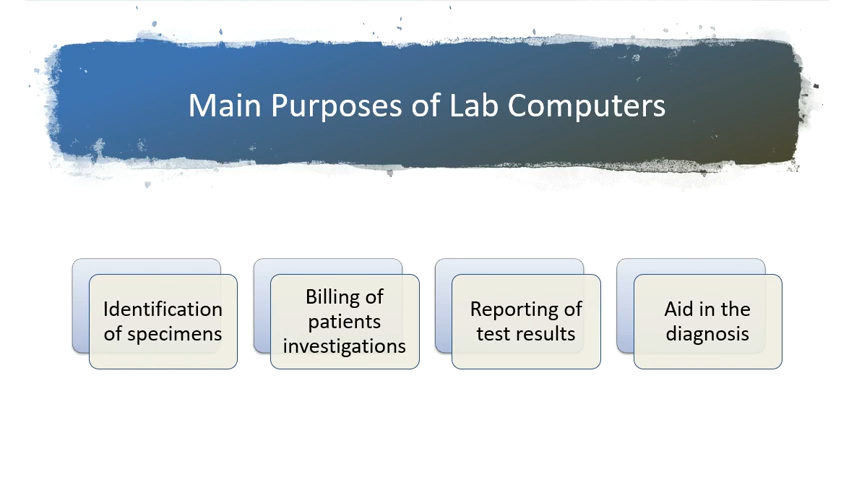 Main Purposes of Lab Computers
Identification
of specimens
Billing of
patients
investigations
Reporting of
test results
Aid in the
diagnosis